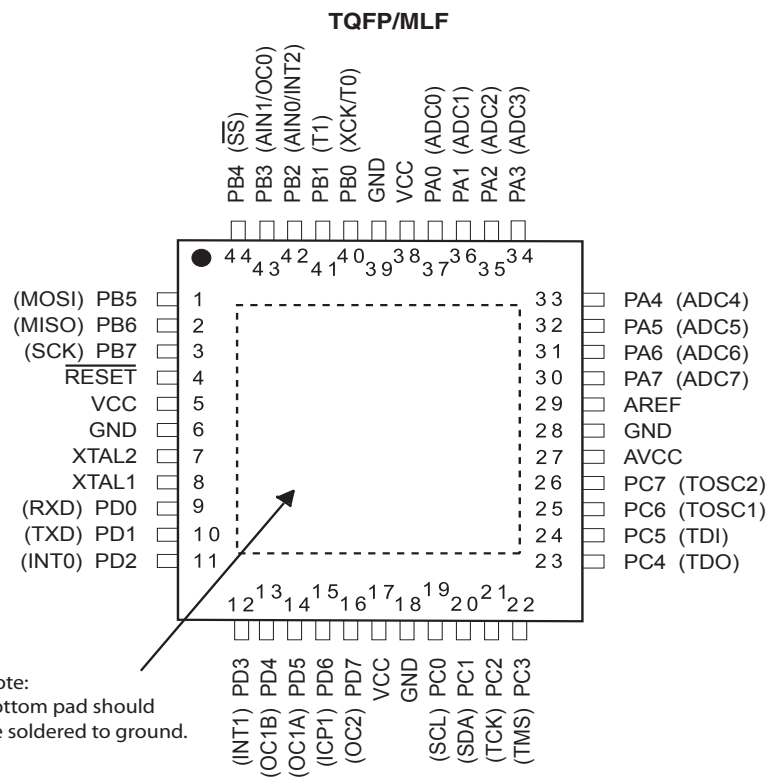 TQFP/MLF
PB4 (S̅S̅)
PB3 (AIN1/OC0)
PB2 (AIN0/INT2)
PB1 (T1)
PB0 (XCK/T0)
GND
VCC
PA0 (ADC0)
PA1 (ADC1)
PA2 (ADC2)
PA3 (ADC3)
44 43 42 41 40 39 38 37 36 35 34
(MOSI) PB5 1
(MISO) PB6 2
(SCK) PB7 3
R̅E̅S̅E̅T̅ 4
VCC 5
GND 6
XTAL2 7
XTAL1 8
(RXD) PD0 9
(TXD) PD1 10
(INT0) PD2 11
33 PA4 (ADC4)
32 PA5 (ADC5)
31 PA6 (ADC6)
30 PA7 (ADC7)
29 AREF
28 GND
27 AVCC
26 PC7 (TOSC2)
25 PC6 (TOSC1)
24 PC5 (TDI)
23 PC4 (TDO)
12 13 14 15 16 17 18 19 20 21 22
(INT1) PD3
(OC1B) PD4
(OC1A) PD5
(ICP1) PD6
(OC2) PD7
VCC
GND
(SCL) PC0
(SDA) PC1
(TCK) PC2
(TMS) PC3
ote:
ottom pad should
e soldered to ground.